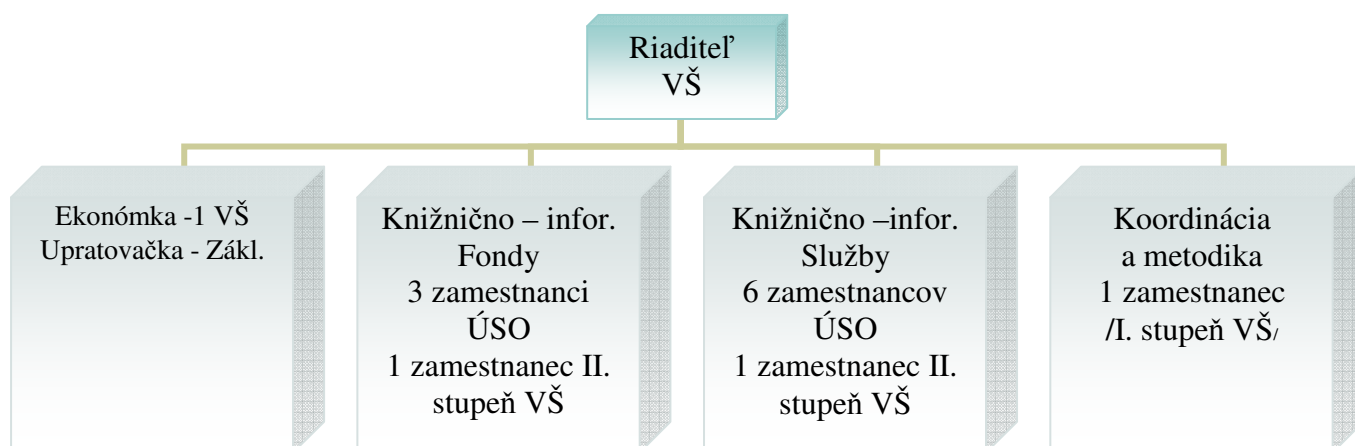 Riaditeľ
VŠ
Ekonómka -1 VŠ
Upratovačka - Zákl.
Knižnično – infor.
Fondy
3 zamestnanci
ÚSO
1 zamestnanec II.
stupeň VŠ
Knižnično –infor.
Služby
6 zamestnancov
ÚSO
1 zamestnanec II.
stupeň VŠ
Koordinácia
a metodika
1 zamestnanec
/I. stupeň VŠ/